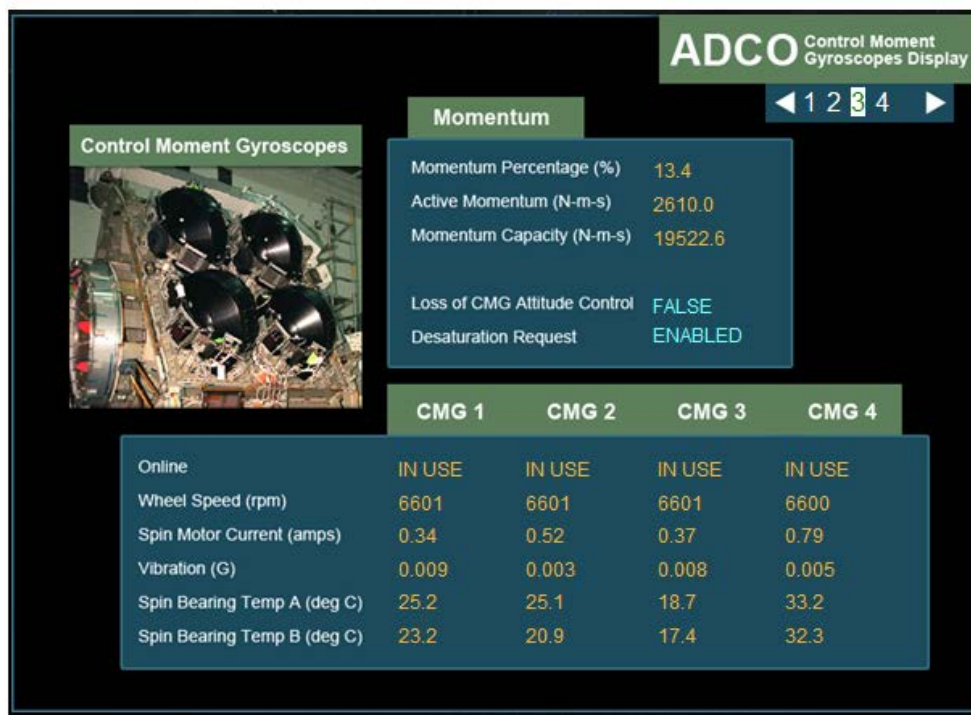 ADCO Control Moment
Gyroscopes Display
◀ 1 2 3 4 ▶
Control Moment Gyroscopes
Momentum
Momentum Percentage (%) 13.4
Active Momentum (N-m-s) 2610.0
Momentum Capacity (N-m-s) 19522.6
Loss of CMG Attitude Control FALSE
Desaturation Request ENABLED
CMG 1 CMG 2 CMG 3 CMG 4
Online IN USE IN USE IN USE IN USE
Wheel Speed (rpm) 6601 6601 6601 6600
Spin Motor Current (amps) 0.34 0.52 0.37 0.79
Vibration (G) 0.009 0.003 0.008 0.005
Spin Bearing Temp A (deg C) 25.2 25.1 18.7 33.2
Spin Bearing Temp B (deg C) 23.2 20.9 17.4 32.3